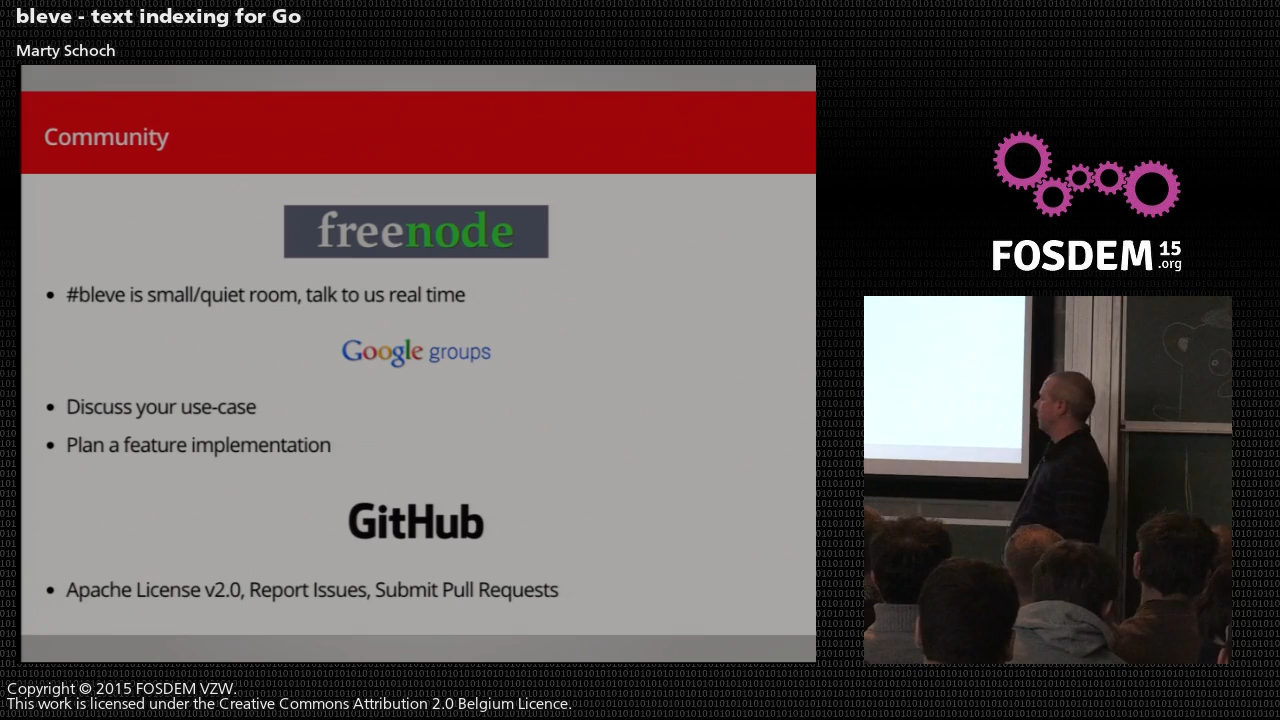 bleve - text indexing for Go
Marty Schoch
Community
freenode
#bleve is small/quiet room, talk to us real time
Google groups
Discuss your use-case
Plan a feature implementation
GitHub
Apache License v2.0, Report Issues, Submit Pull Requests
FOSDEM 15 .org
Copyright © 2015 FOSDEM VZW.
This work is licensed under the Creative Commons Attribution 2.0 Belgium Licence.